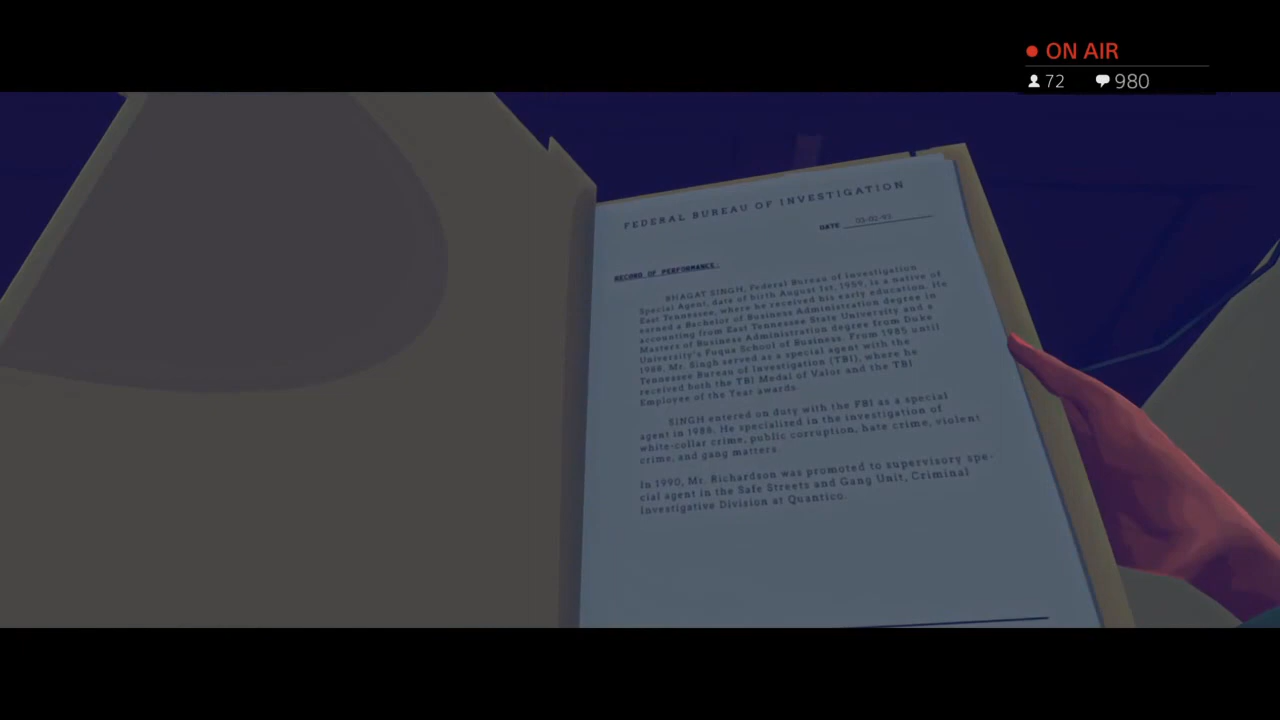 ON AIR
72 980
FEDERAL BUREAU OF INVESTIGATION
DATE
RECORD OF PERFORMANCE:
BHAGAT SINGH, Federal Bureau of Investigation
Special Agent, date of birth August 1st, 1959, is a native of
East Tennessee, where he received his early education. He
earned a Bachelor of Business Administration degree in
accounting from East Tennessee State University and a
Masters of Business Administration degree from Duke
University's Fuqua School of Business. From 1985 until
1988, Mr. Singh served as a special agent with the
Tennessee Bureau of Investigation (TBI), where he
received both the TBI Medal of Valor and the TBI
Employee of the Year awards.
SINGH entered on duty with the FBI as a special
agent in 1988. He specialized in the investigation of
white-collar crime, public corruption, hate crime, violent
crime, and gang matters.
In 1990, Mr. Richardson was promoted to supervisory spe-
cial agent in the Safe Streets and Gang Unit, Criminal
Investigative Division at Quantico.